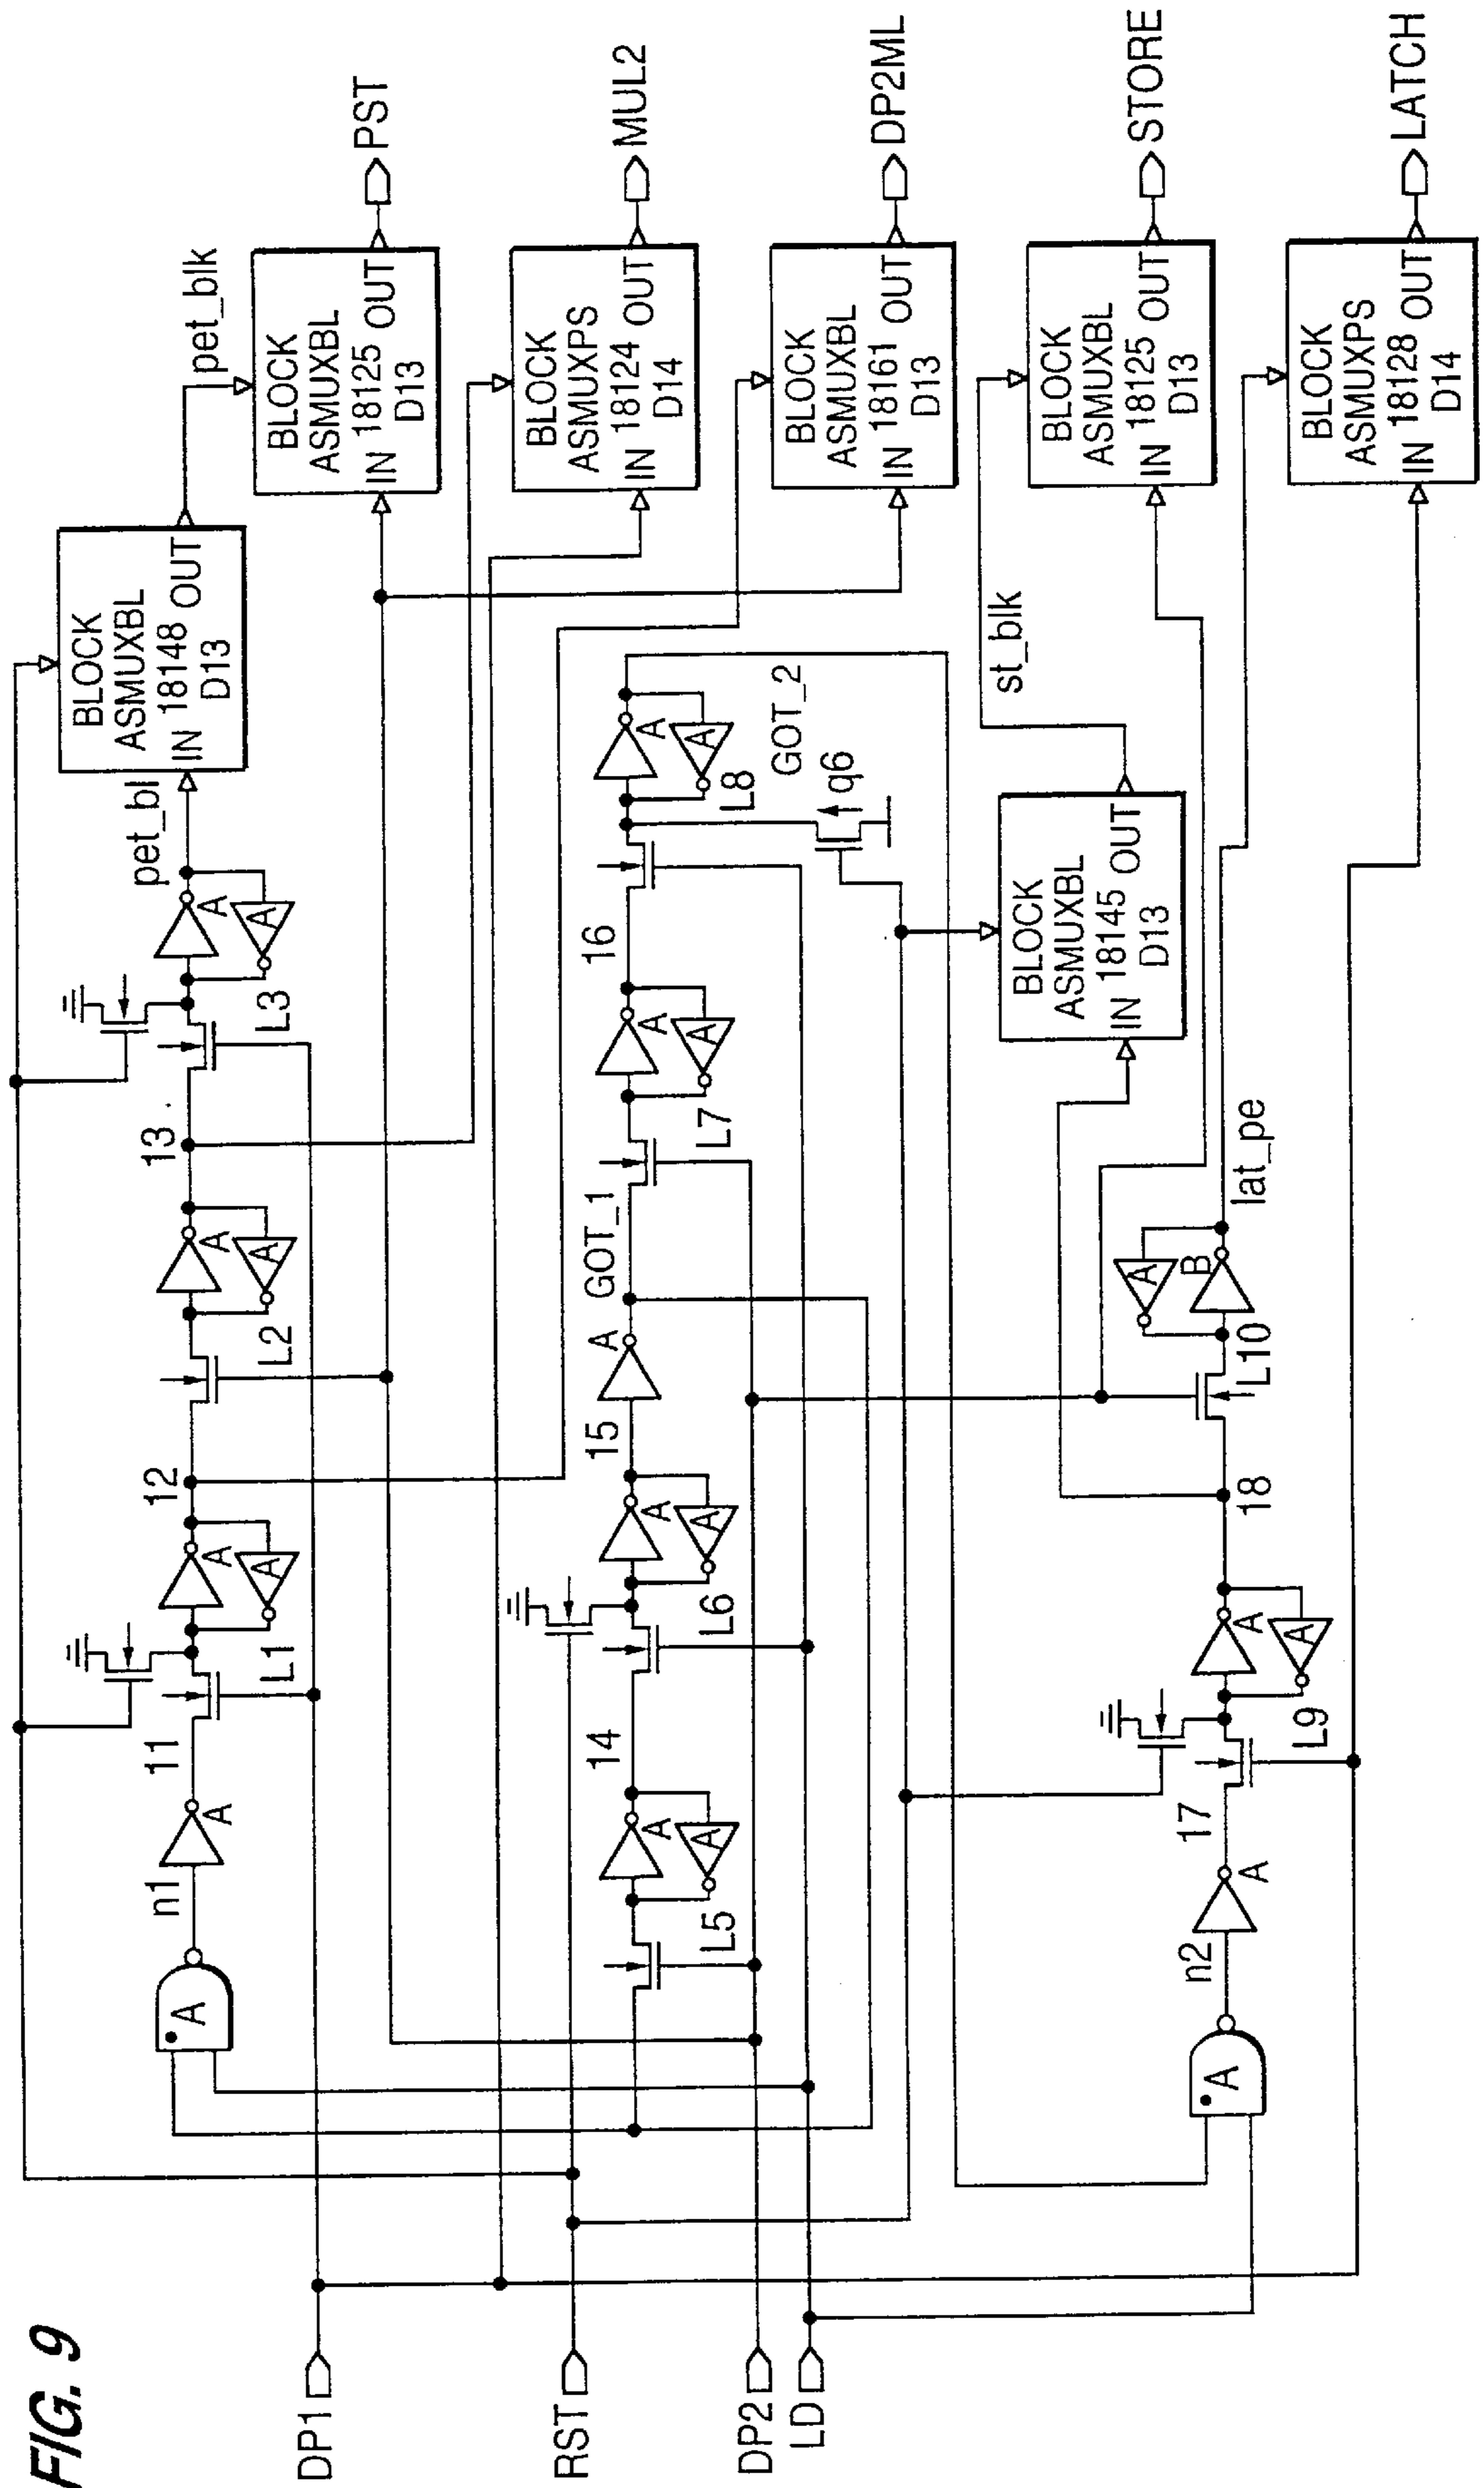 FIG. 9
DP1
RST
DP2
LD
A
n1
A
11
L1
A
A
12
L2
A
A
13
L3
A
A
pet_bl
BLOCK
ASMUXBL
IN 18148 OUT
D13
pet_blk
BLOCK
ASMUXBL
IN 18125 OUT
D13
PST
BLOCK
ASMUXPS
IN 18124 OUT
D14
MUL2
BLOCK
ASMUXBL
IN 18161 OUT
D13
DP2ML
L5
A
A
14
L6
A
A
15
A
GOT_1
L7
A
A
16
L8
A
A
GOT_2
q6
BLOCK
ASMUXBL
IN 18145 OUT
D13
st_blk
BLOCK
ASMUXBL
IN 18125 OUT
D13
STORE
A
n2
A
17
L9
A
A
18
L10
A
B
lat_pe
BLOCK
ASMUXPS
IN 18128 OUT
D14
LATCH